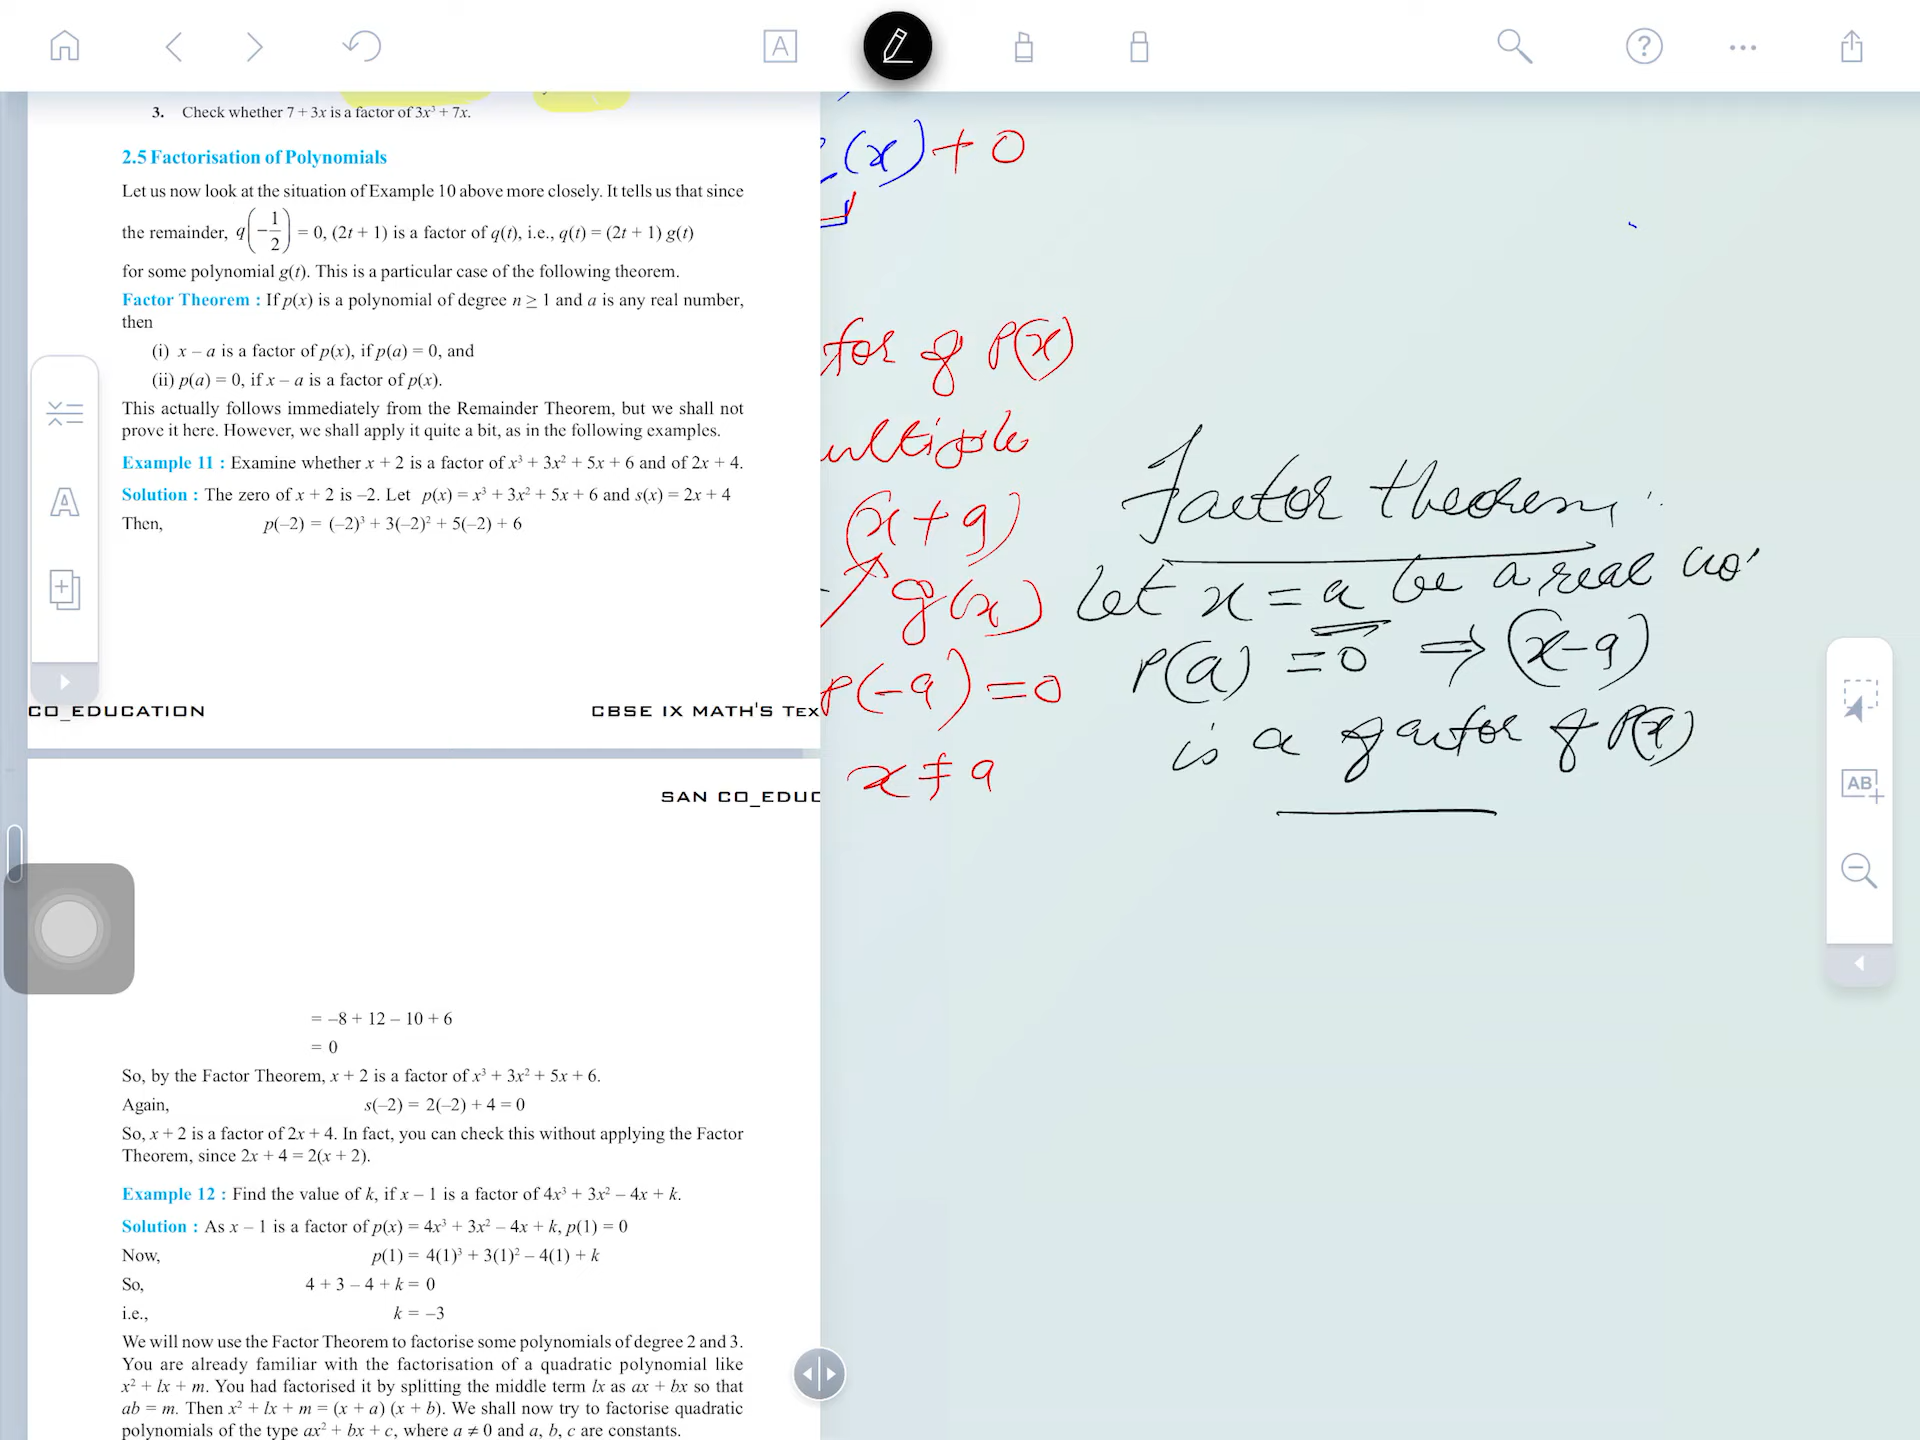 3. Check whether 7 + 3x is a factor of 3x³ + 7x.
2.5 Factorisation of Polynomials
Let us now look at the situation of Example 10 above more closely. It tells us that since
the remainder, q(−1/2) = 0, (2t + 1) is a factor of q(t), i.e., q(t) = (2t + 1) g(t)
for some polynomial g(t). This is a particular case of the following theorem.
Factor Theorem : If p(x) is a polynomial of degree n ≥ 1 and a is any real number,
then
(i) x – a is a factor of p(x), if p(a) = 0, and
(ii) p(a) = 0, if x – a is a factor of p(x).
This actually follows immediately from the Remainder Theorem, but we shall not
prove it here. However, we shall apply it quite a bit, as in the following examples.
Example 11 : Examine whether x + 2 is a factor of x³ + 3x² + 5x + 6 and of 2x + 4.
Solution : The zero of x + 2 is –2. Let p(x) = x³ + 3x² + 5x + 6 and s(x) = 2x + 4
Then, p(–2) = (–2)³ + 3(–2)² + 5(–2) + 6
CO_EDUCATION CBSE IX MATH'S TEX
SAN CO_EDUC
= –8 + 12 – 10 + 6
= 0
So, by the Factor Theorem, x + 2 is a factor of x³ + 3x² + 5x + 6.
Again, s(–2) = 2(–2) + 4 = 0
So, x + 2 is a factor of 2x + 4. In fact, you can check this without applying the Factor
Theorem, since 2x + 4 = 2(x + 2).
Example 12 : Find the value of k, if x – 1 is a factor of 4x³ + 3x² – 4x + k.
Solution : As x – 1 is a factor of p(x) = 4x³ + 3x² – 4x + k, p(1) = 0
Now, p(1) = 4(1)³ + 3(1)² – 4(1) + k
So, 4 + 3 – 4 + k = 0
i.e., k = –3
We will now use the Factor Theorem to factorise some polynomials of degree 2 and 3.
You are already familiar with the factorisation of a quadratic polynomial like
x² + lx + m. You had factorised it by splitting the middle term lx as ax + bx so that
ab = m. Then x² + lx + m = (x + a) (x + b). We shall now try to factorise quadratic
polynomials of the type ax² + bx + c, where a ≠ 0 and a, b, c are constants.
(x) + 0
tor of P(x)
ultiple
(x + a)
g(x)
P(-a) = 0
x ≠ a
Factor theorem
Let x = a be a real no.
P(a) = 0 ⇒ (x-a)
is a factor of P(x)
A
?
A
AB